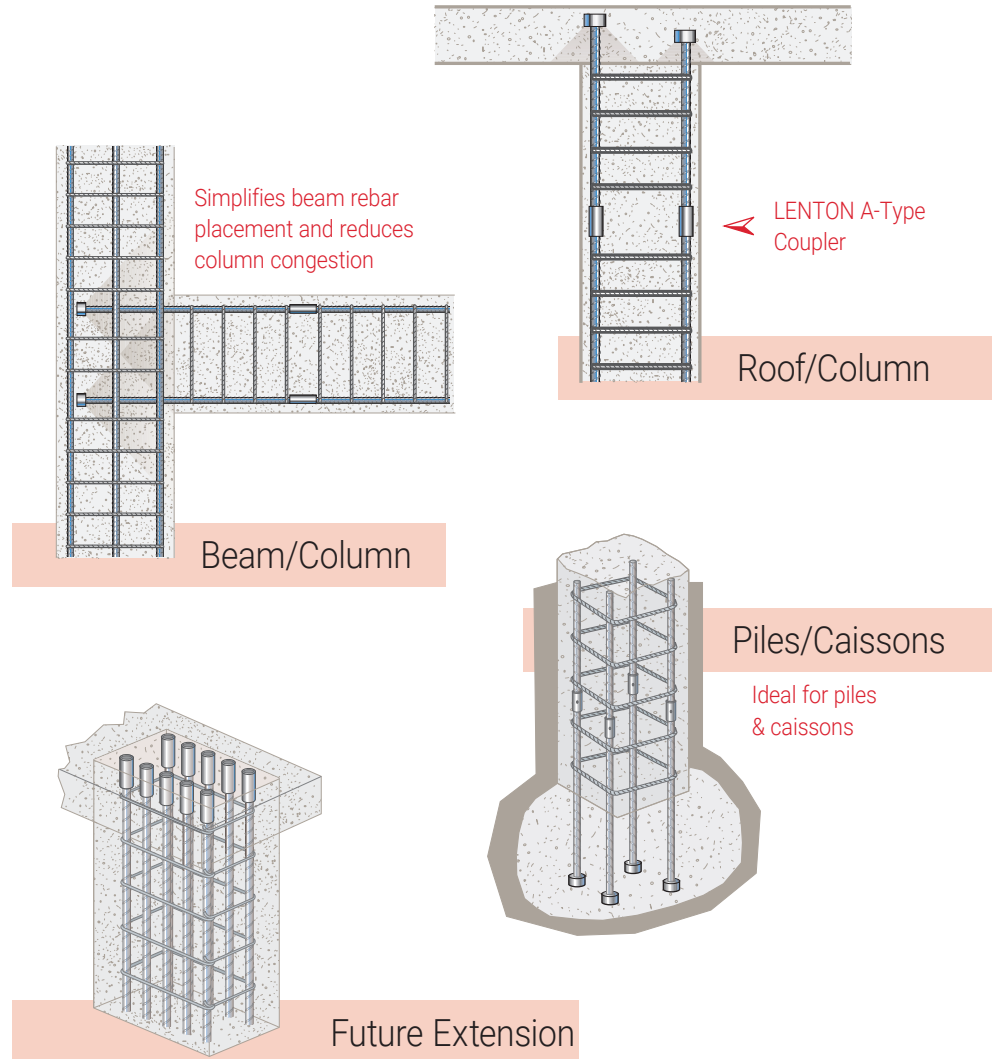 Simplifies beam rebar
placement and reduces
column congestion
LENTON A-Type
Coupler
Roof/Column
Beam/Column
Piles/Caissons
Ideal for piles
& caissons
Future Extension